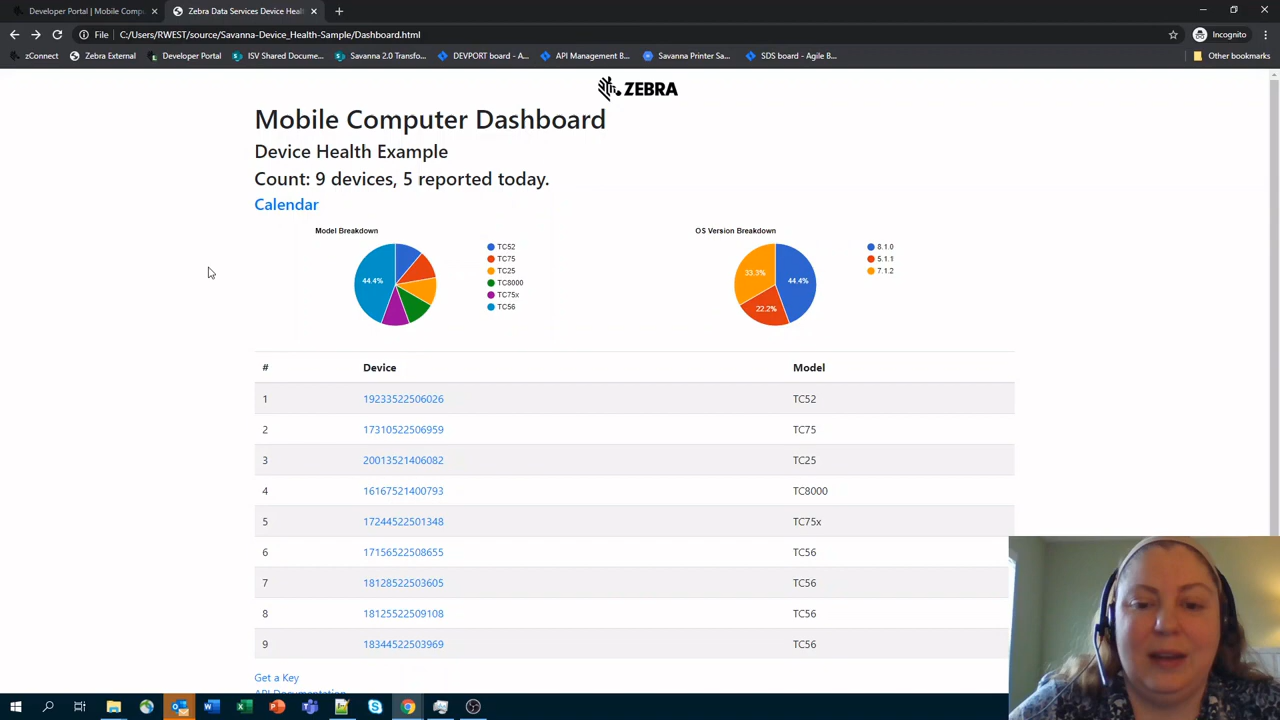 Developer Portal | Mobile Comp
Zebra Data Services Device Heal
Incognito
File | C:/Users/RWEST/source/Savanna-Device_Health-Sample/Dashboard.html
zConnect
Zebra External
Developer Portal
ISV Shared Docume...
Savanna 2.0 Transfo...
DEVPORT board - A...
API Management B...
Savanna Printer Sa...
SDS board - Agile B...
Other bookmarks
ZEBRA
Mobile Computer Dashboard
Device Health Example
Count: 9 devices, 5 reported today.
Calendar
Model Breakdown
44.4%
TC52
TC75
TC25
TC8000
TC75x
TC56
OS Version Breakdown
33.3%
44.4%
22.2%
8.1.0
5.1.1
7.1.2
# Device Model
1 19233522506026 TC52
2 17310522506959 TC75
3 20013521406082 TC25
4 16167521400793 TC8000
5 17244522501348 TC75x
6 17156522508655 TC56
7 18128522503605 TC56
8 18125522509108 TC56
9 18344522503969 TC56
Get a Key
API Documentation